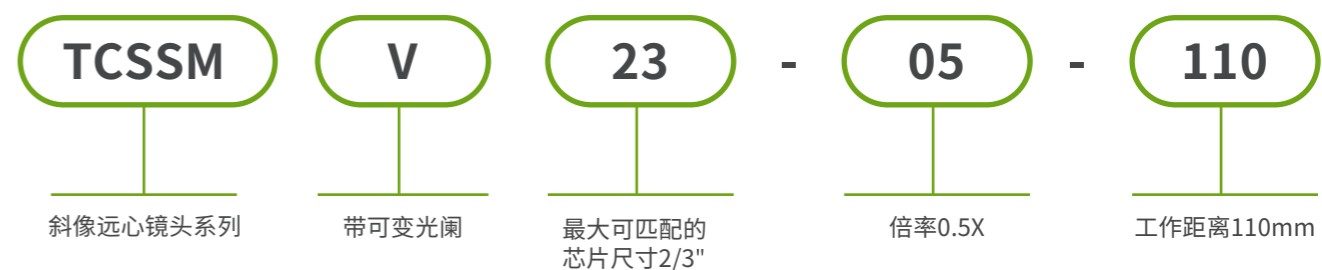 TCSSM V 23 - 05 - 110
斜像远心镜头系列
带可变光阑
最大可匹配的
芯片尺寸2/3"
倍率0.5X
工作距离110mm